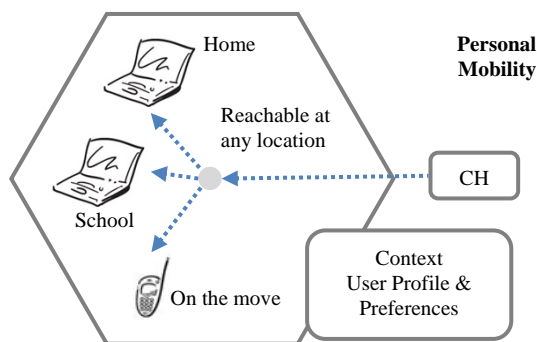 Home
Personal
Mobility
Reachable at
any location
CH
School
Context
User Profile &
Preferences
On the move